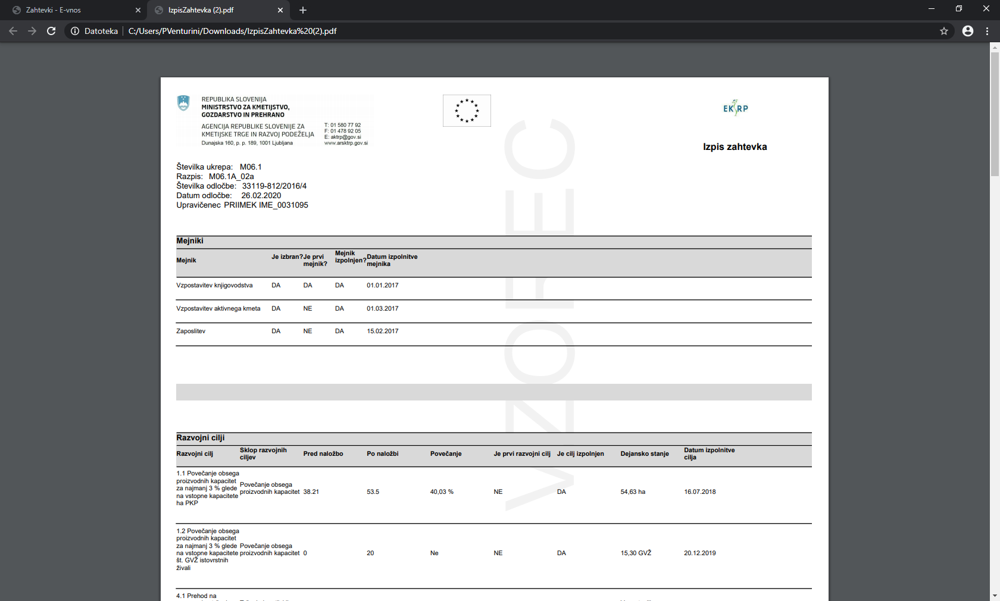 Zahtevki - E-vnos
IzpisZahtevka (2).pdf
Datoteka
C:/Users/PVenturini/Downloads/IzpisZahtevka%20(2).pdf
REPUBLIKA SLOVENIJA
MINISTRSTVO ZA KMETIJSTVO,
GOZDARSTVO IN PREHRANO
AGENCIJA REPUBLIKE SLOVENIJE ZA
KMETIJSKE TRGE IN RAZVOJ PODEŽELJA
Dunajska 160, p. p. 189, 1001 Ljubljana
T: 01 580 77 92
F: 01 478 92 05
E: aktrp@gov.si
www.arsktrp.gov.si
EKSRP
Izpis zahtevka
Številka ukrepa: M06.1
Razpis: M06.1A_02a
Številka odločbe: 33119-812/2016/4
Datum odločbe: 26.02.2020
Upravičenec PRIIMEK IME_0031095
VZOREC
Mejniki
Mejnik Je izbran? Je prvi mejnik? Mejnik izpolnjen? Datum izpolnitve mejnika
Vzpostavitev knjigovodstva DA DA DA 01.01.2017
Vzpostavitev aktivnega kmeta DA NE DA 01.03.2017
Zaposlitev DA NE DA 15.02.2017
Razvojni cilji
Razvojni cilj Sklop razvojnih ciljev Pred naložbo Po naložbi Povečanje Je prvi razvojni cilj Je cilj izpolnjen Dejansko stanje Datum izpolnitve cilja
1.1 Povečanje obsega
proizvodnih kapacitet
za najmanj 3 % glede
na vstopne kapacitete
ha PKP
Povečanje obsega
proizvodnih kapacitet
38.21 53.5 40,03 % NE DA 54,63 ha 16.07.2018
1.2 Povečanje obsega
proizvodnih kapacitet
za najmanj 3 % glede
na vstopne kapacitete
št. GVŽ istovrstnih
živali
Povečanje obsega
proizvodnih kapacitet
0 20 Ne NE DA 15,30 GVŽ 20.12.2019
4.1 Prehod na